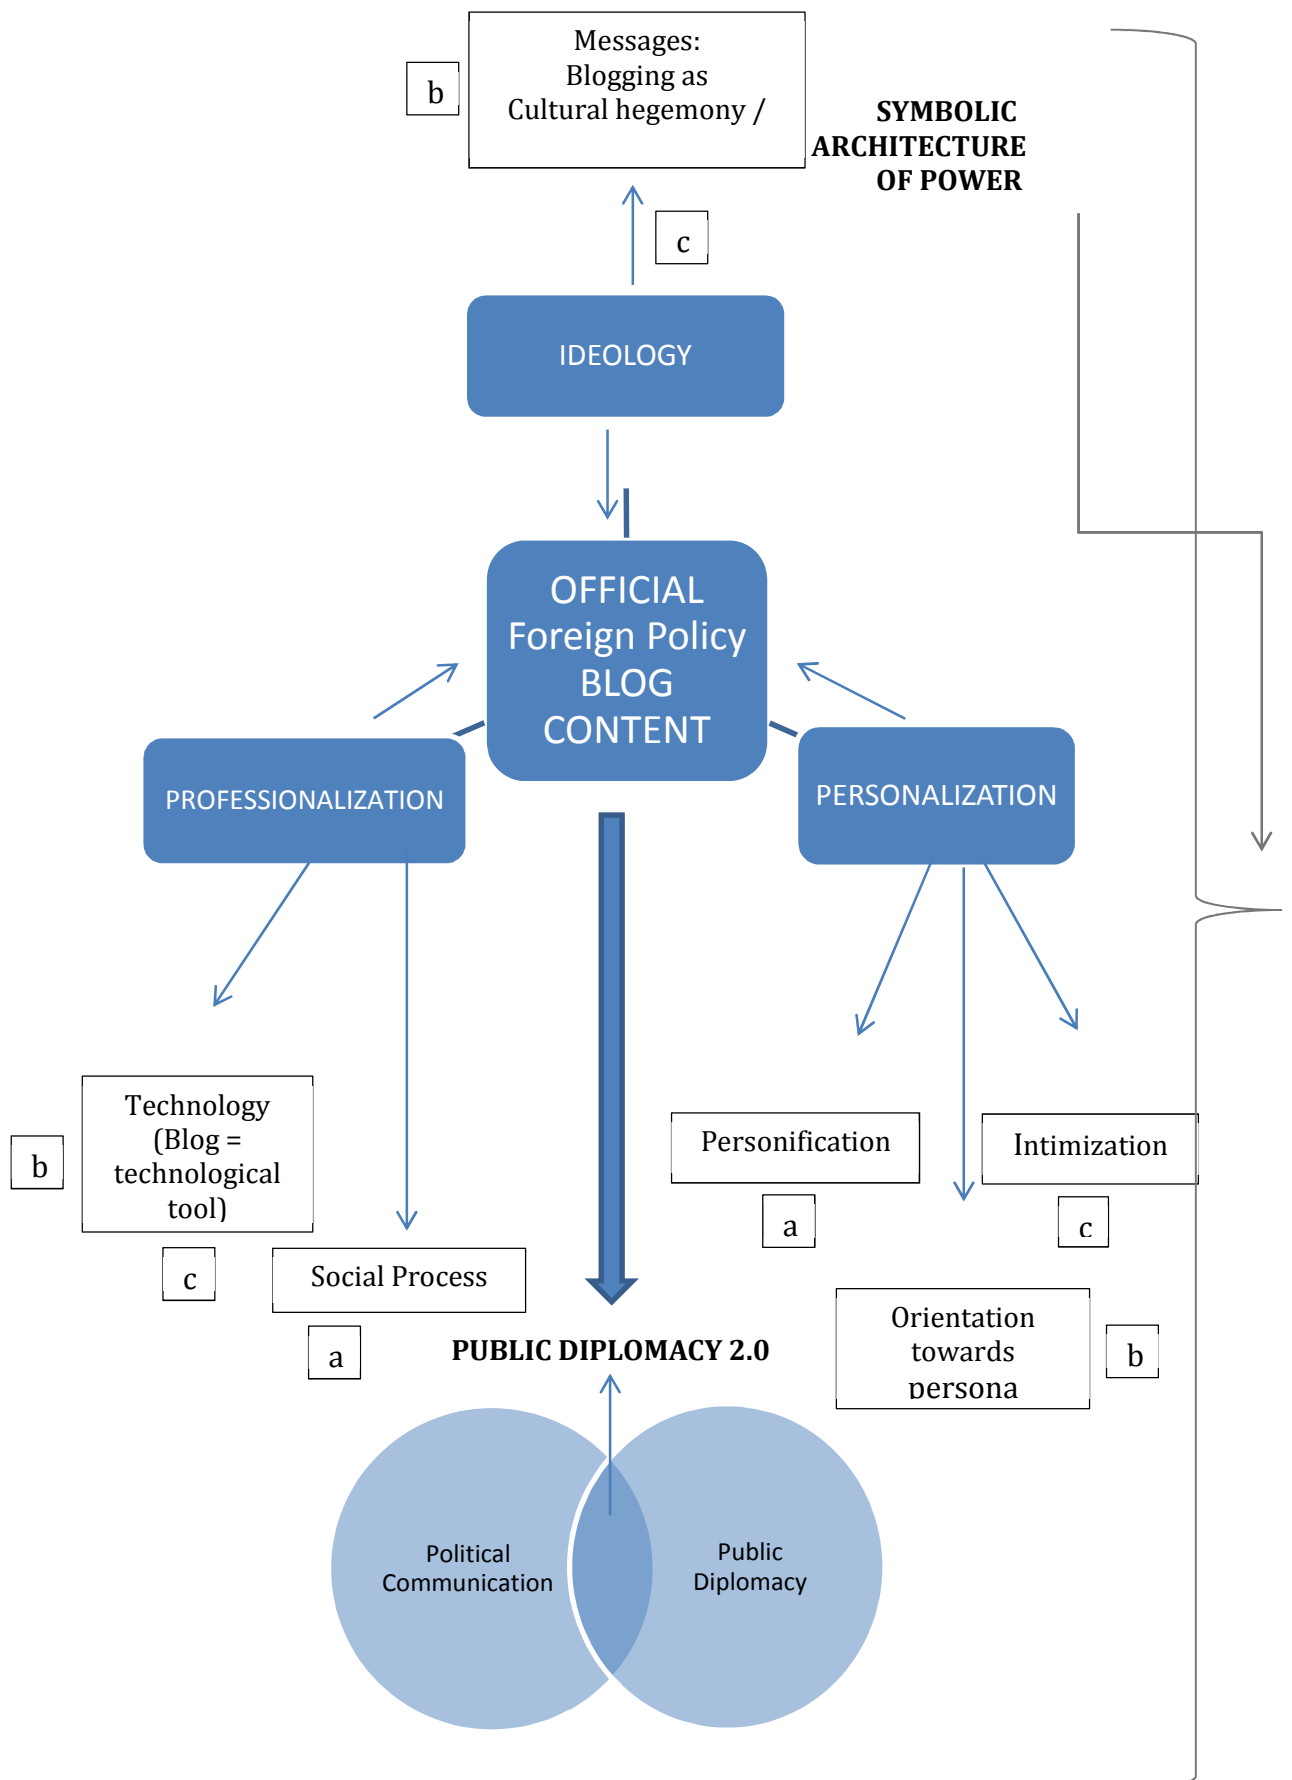 Messages:
Blogging as
Cultural hegemony /
b
SYMBOLIC
ARCHITECTURE
OF POWER
c
IDEOLOGY
OFFICIAL
Foreign Policy
BLOG
CONTENT
PROFESSIONALIZATION
PERSONALIZATION
Technology
(Blog =
technological
tool)
b
c
Social Process
a
Personification
a
Intimization
c
Orientation
towards
persona
b
PUBLIC DIPLOMACY 2.0
Political
Communication
Public
Diplomacy